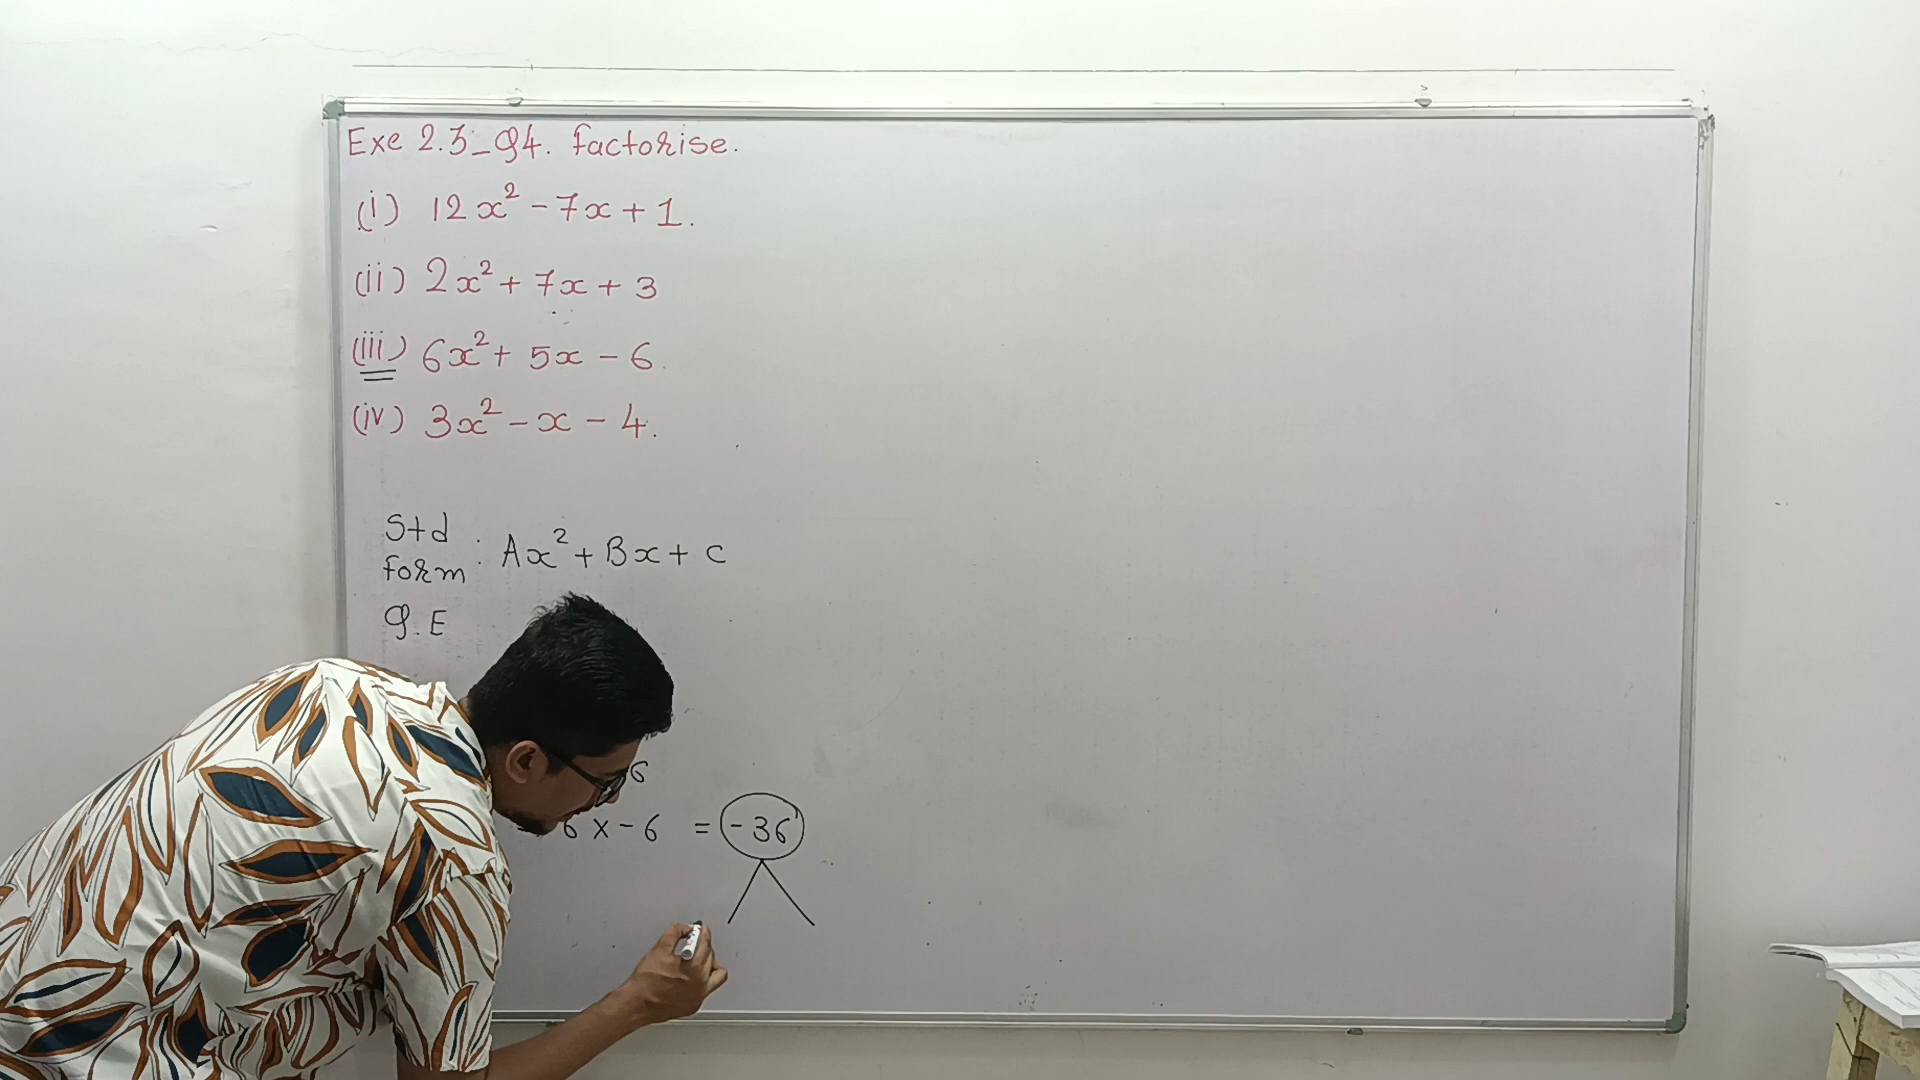 Exe 2.3_Q4. factorise.
(i) 12x² - 7x + 1.
(ii) 2x² + 7x + 3
(iii) 6x² + 5x - 6.
(iv) 3x² - x - 4.
Std form : Ax² + Bx + C
Q.E
6
6 x - 6 = -36